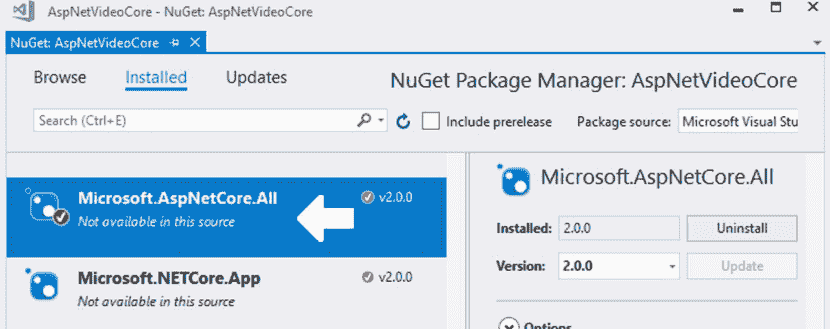 AspNetVideoCore - NuGet: AspNetVideoCore
NuGet: AspNetVideoCore
Browse Installed Updates
NuGet Package Manager: AspNetVideoCore
Search (Ctrl+E)
Include prerelease
Package source: Microsoft Visual Stu
Microsoft.AspNetCore.All v2.0.0
Not available in this source
Microsoft.NETCore.App v2.0.0
Not available in this source
Microsoft.AspNetCore.All
Installed: 2.0.0 Uninstall
Version: 2.0.0 Update
Options